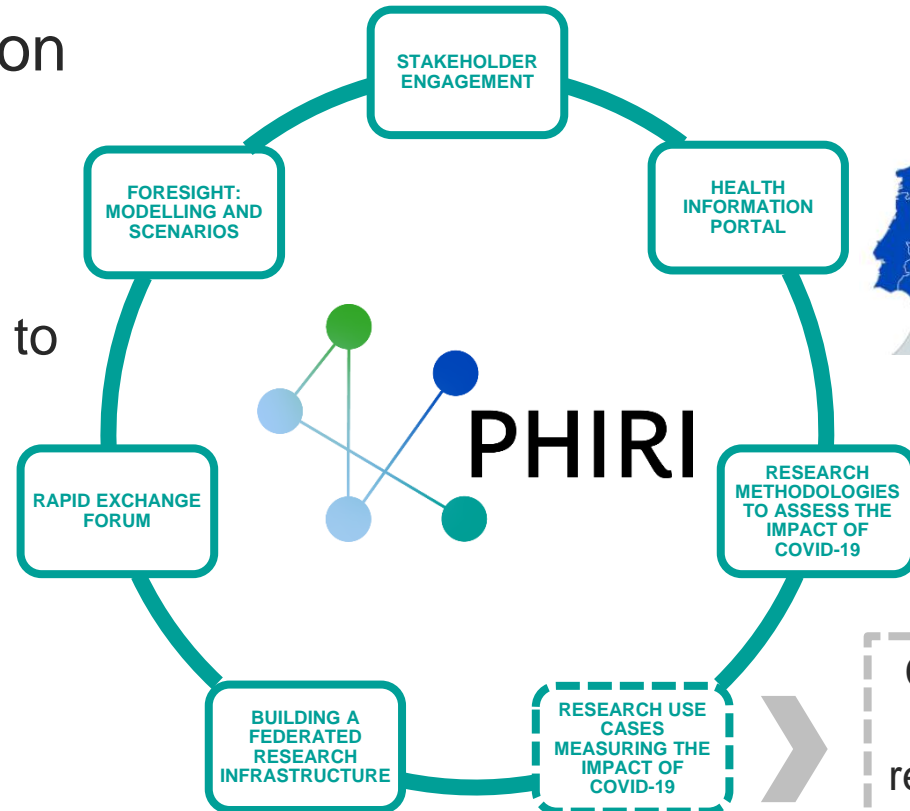 on
STAKEHOLDER
ENGAGEMENT
FORESIGHT:
MODELLING AND
SCENARIOS
HEALTH
INFORMATION
PORTAL
to
PHIRI
RAPID EXCHANGE
FORUM
RESEARCH
METHODOLOGIES
TO ASSESS THE
IMPACT OF
COVID-19
BUILDING A
FEDERATED
RESEARCH
INFRASTRUCTURE
RESEARCH USE
CASES
MEASURING THE
IMPACT OF
COVID-19
re